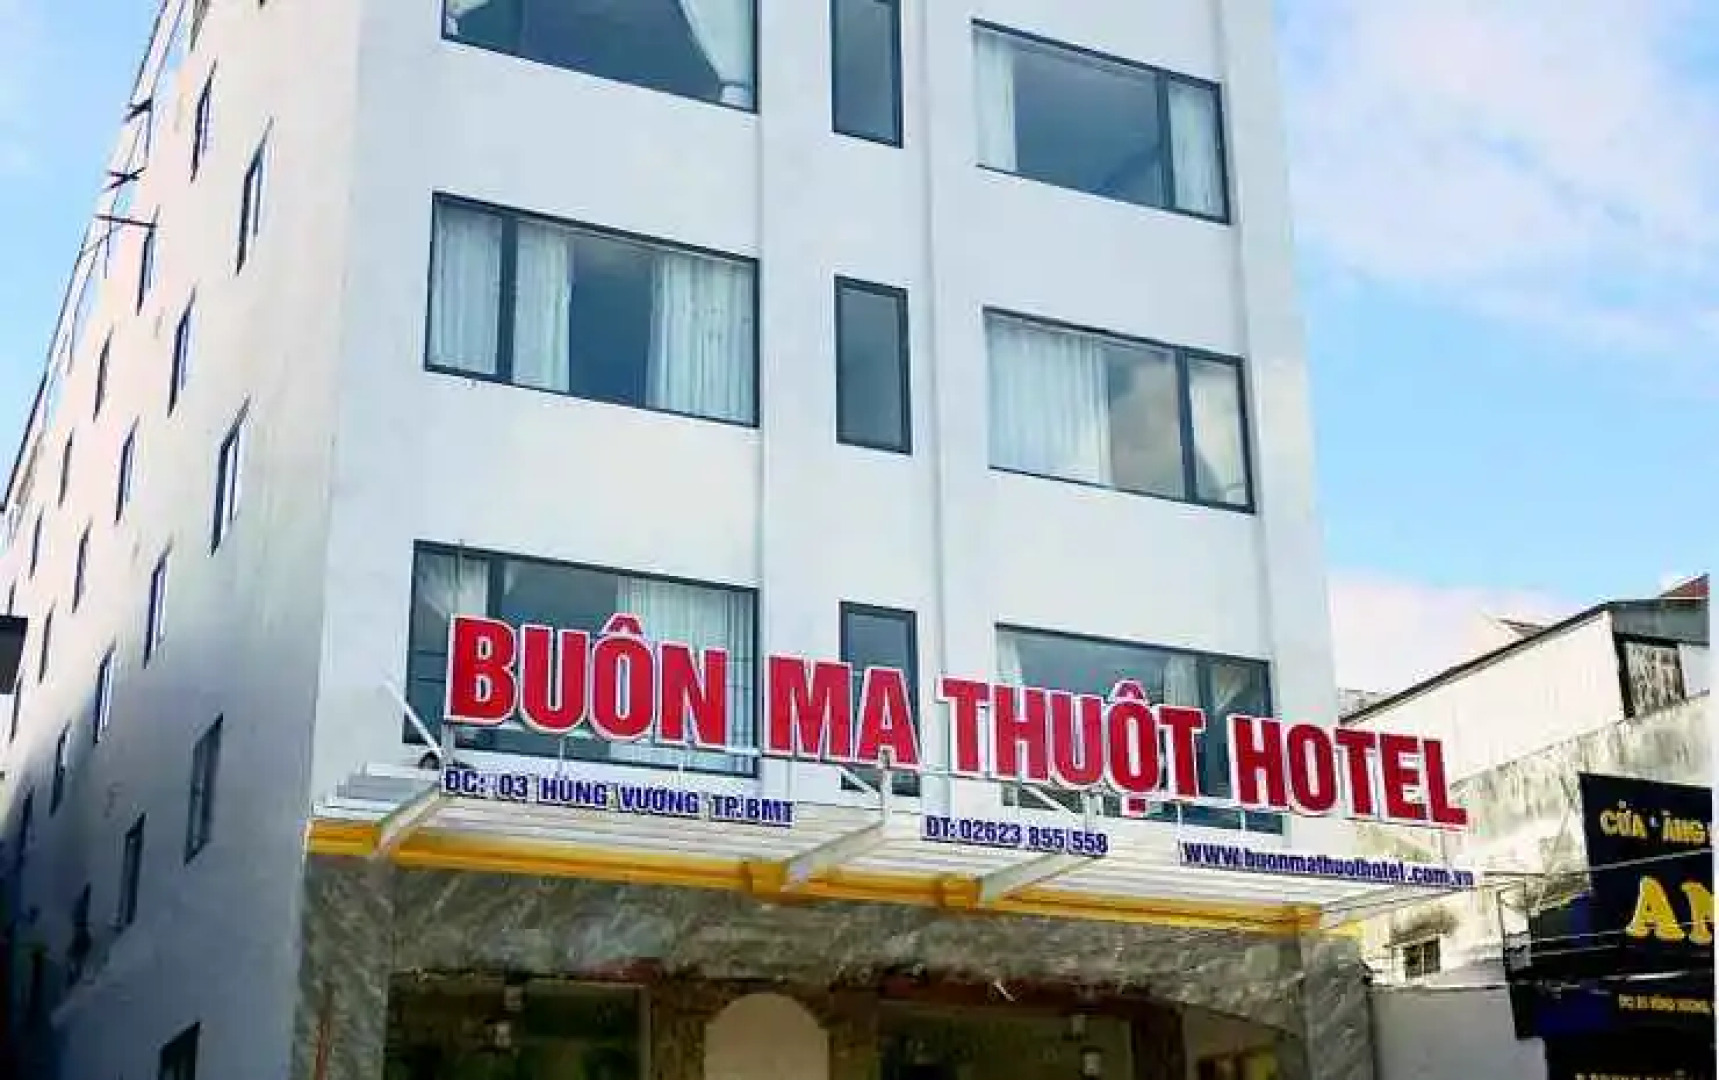 BUÔN MA THUỘT HOTEL
ĐC: 03 HÙNG VƯƠNG TP.BMT
ĐT: 02623 855 558
www.buonmathuothotel.com.vn
CỬA